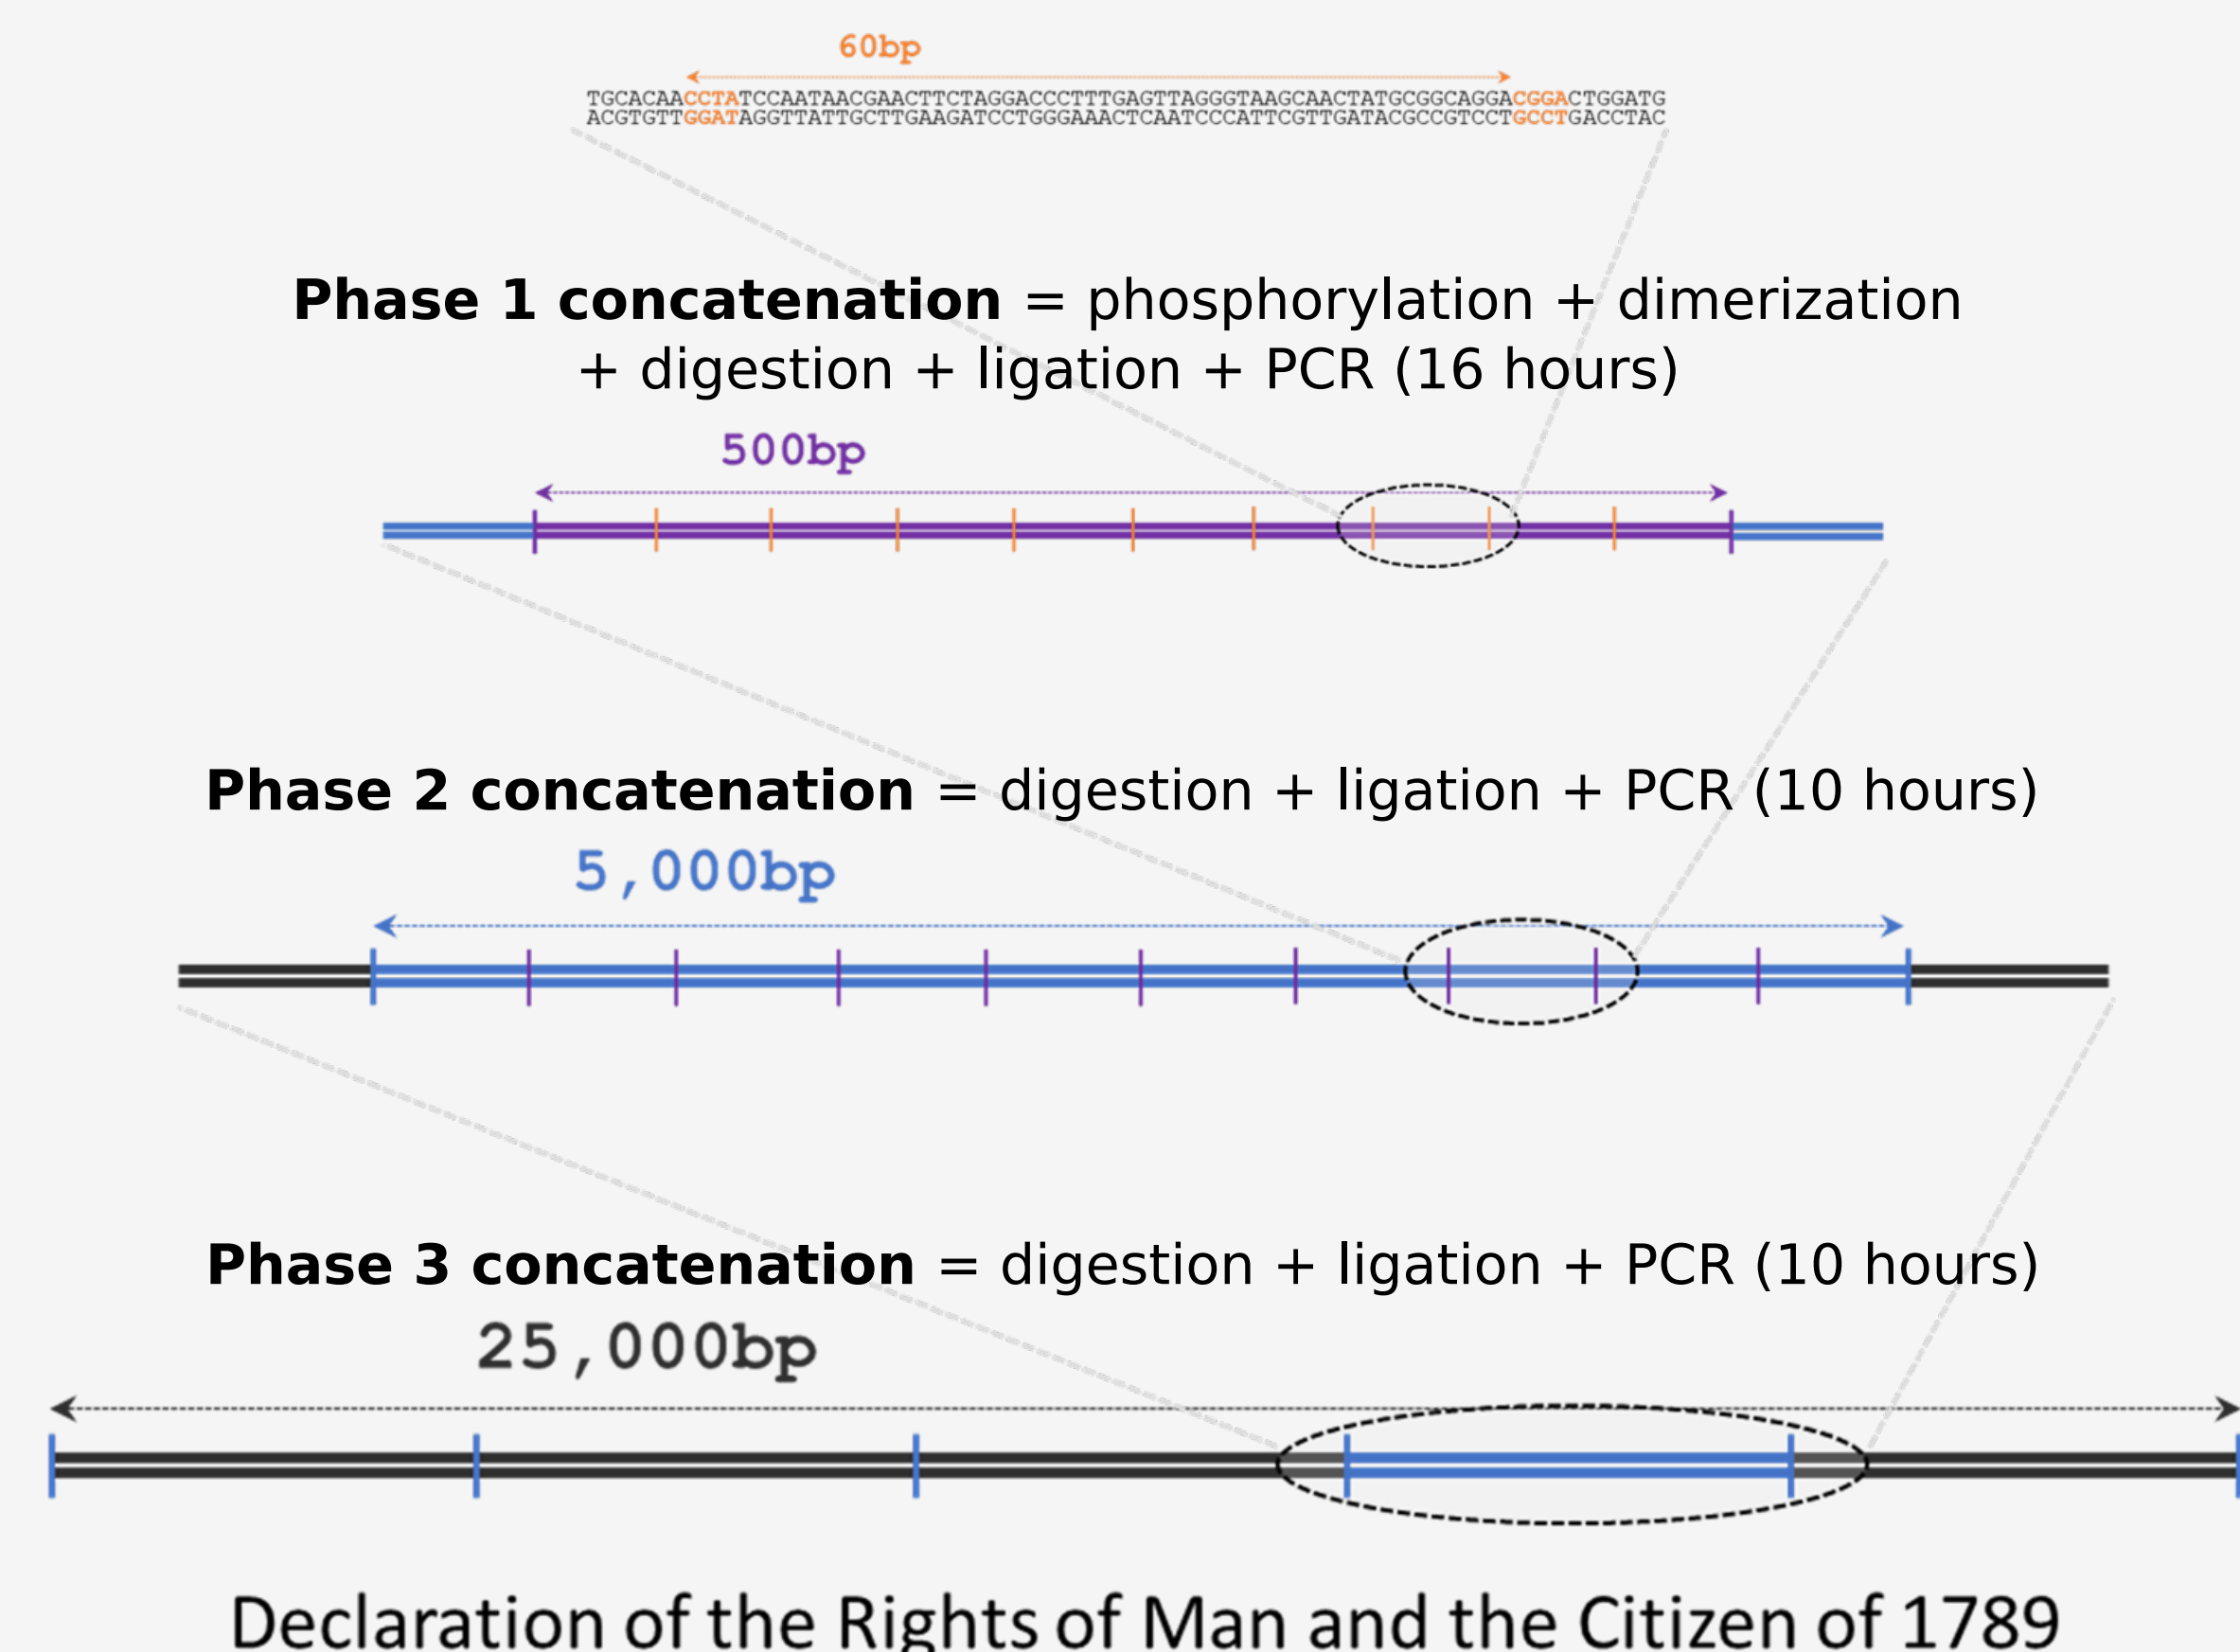 60bp
TGCACAACCTATCCAATAACGAACTTCTAGGACCCTTTGAGTTAGGGTAAGCAACTATGCGGCAGGACGGACTGGATG
ACGTGTTGGATAGGTTATTGCTTGAAGATCCTGGGAAACTCAATCCCATTCGTTGATACGCCGTCCTGCCTGACCTAC
Phase 1 concatenation = phosphorylation + dimerization
+ digestion + ligation + PCR (16 hours)
500bp
Phase 2 concatenation = digestion + ligation + PCR (10 hours)
5,000bp
Phase 3 concatenation = digestion + ligation + PCR (10 hours)
25,000bp
Declaration of the Rights of Man and the Citizen of 1789